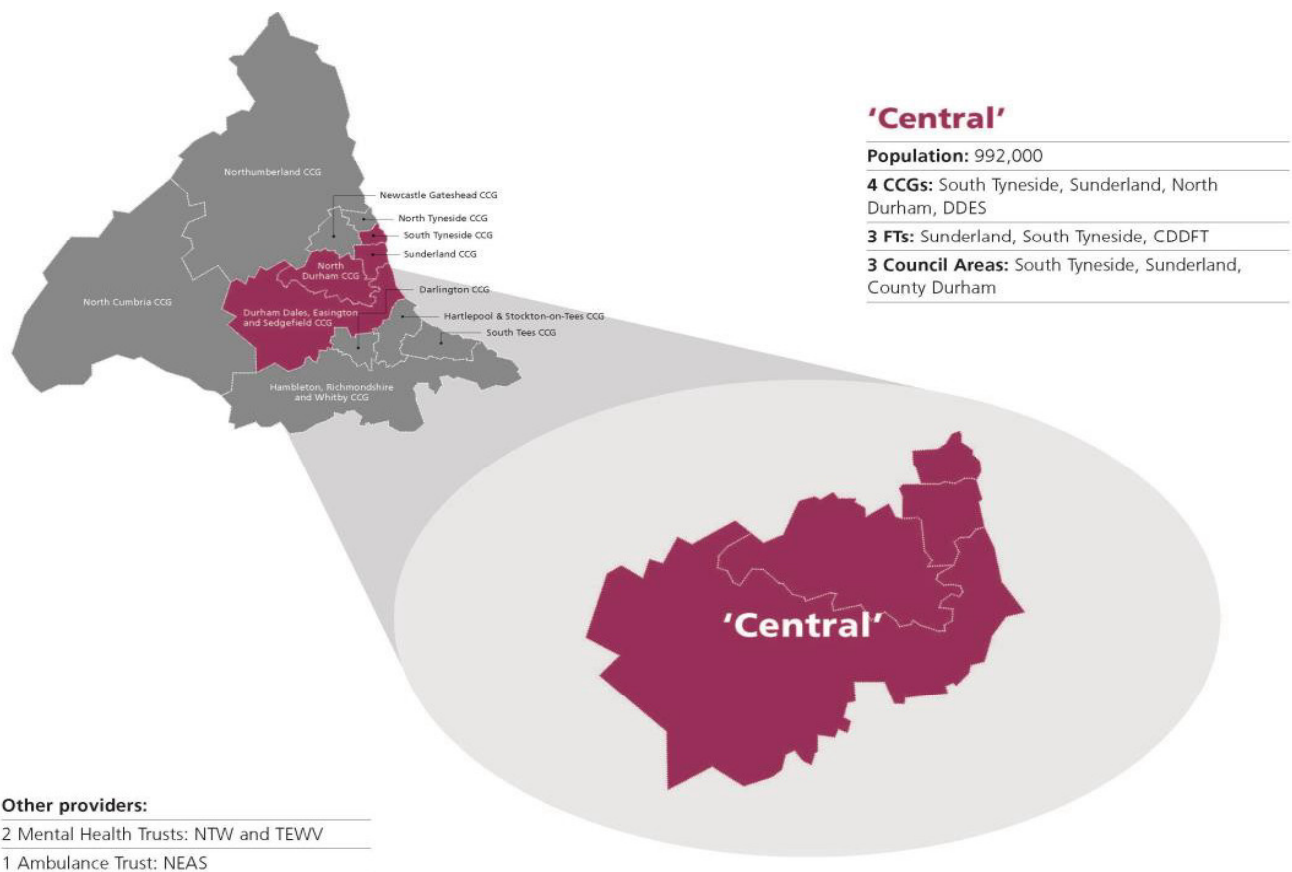 Northumberland CCG
Newcastle Gateshead CCG
North Tyneside CCG
South Tyneside CCG
Sunderland CCG
North
Durham CCG
Darlington CCG
North Cumbria CCG
Durham Dales, Easington
and Sedgefield CCG
Hartlepool & Stockton-on-Tees CCG
South Tees CCG
Hambleton, Richmondshire
and Whitby CCG
‘Central’
Population: 992,000
4 CCGs: South Tyneside, Sunderland, North
Durham, DDES
3 FTs: Sunderland, South Tyneside, CDDFT
3 Council Areas: South Tyneside, Sunderland,
County Durham
‘Central’
Other providers:
2 Mental Health Trusts: NTW and TEWV
1 Ambulance Trust: NEAS